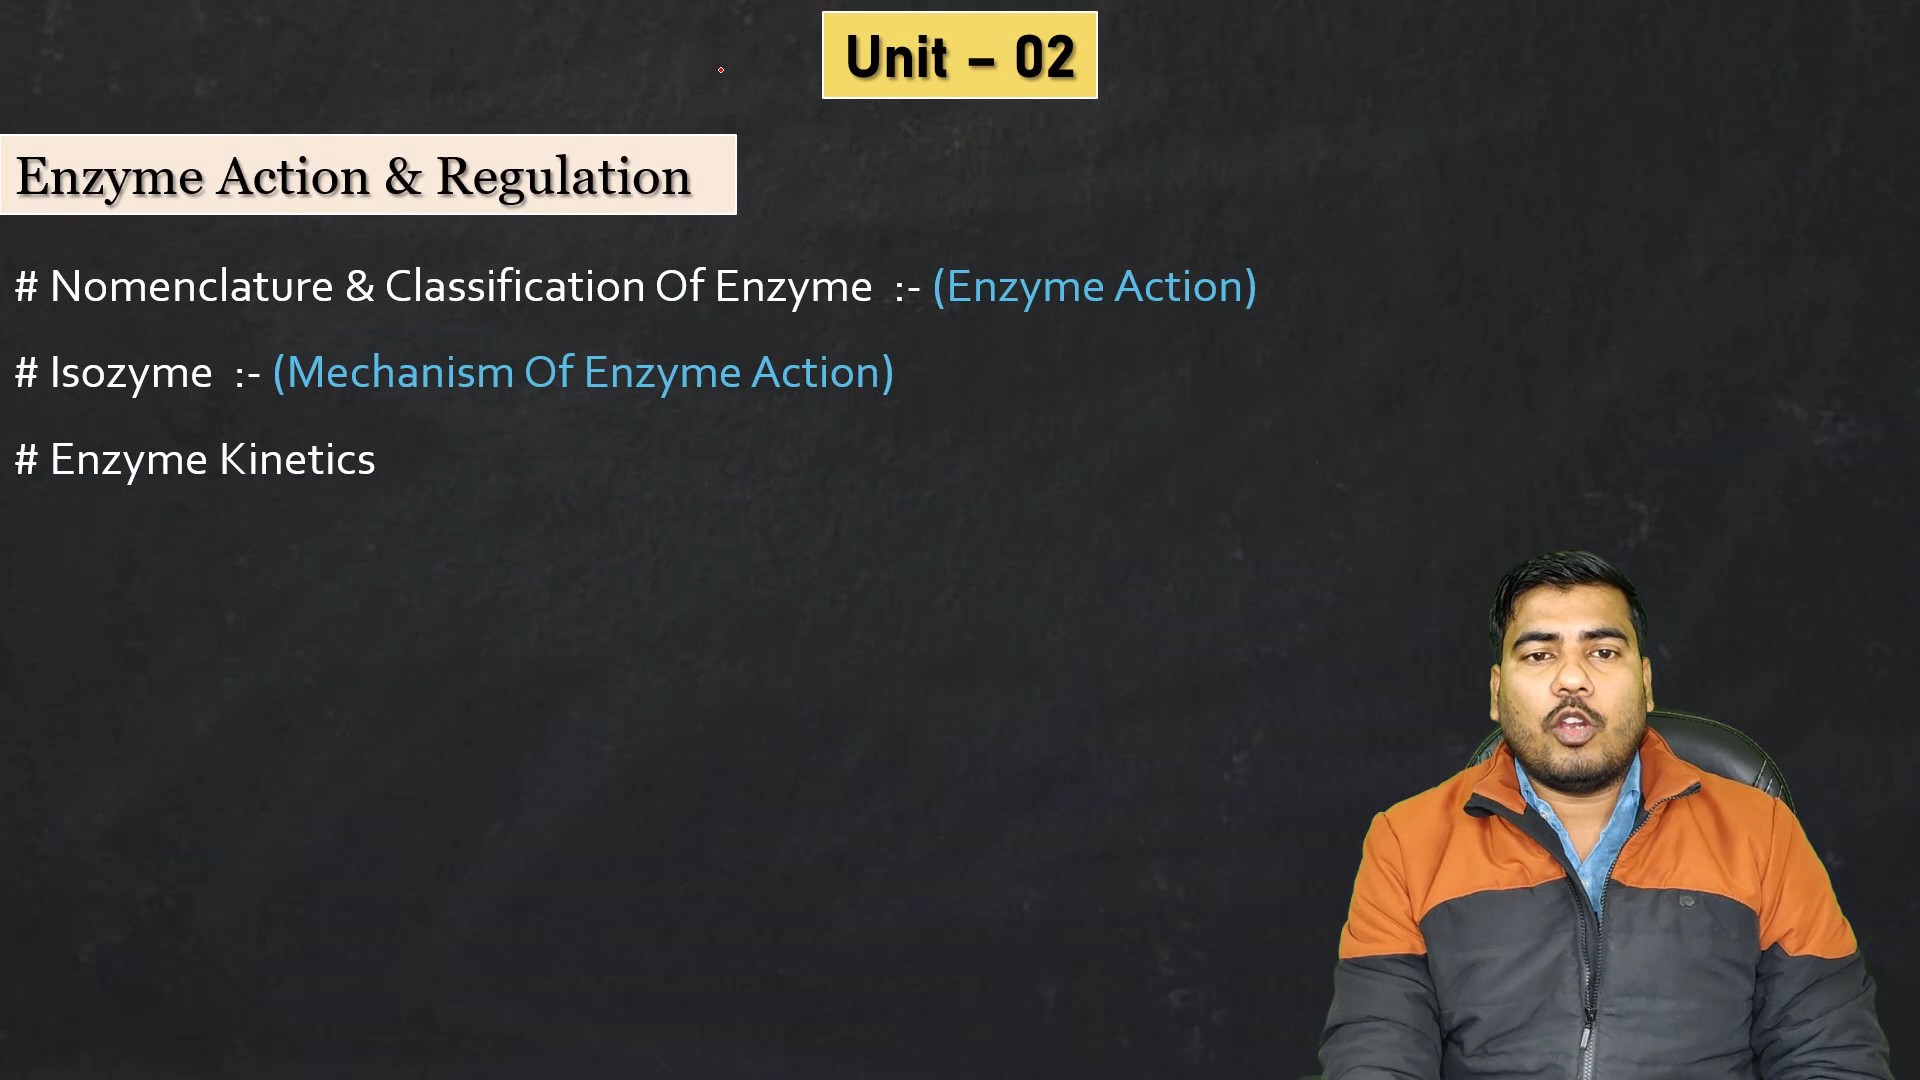 Unit – 02
Enzyme Action & Regulation
# Nomenclature & Classification Of Enzyme :- (Enzyme Action)
# Isozyme :- (Mechanism Of Enzyme Action)
# Enzyme Kinetics